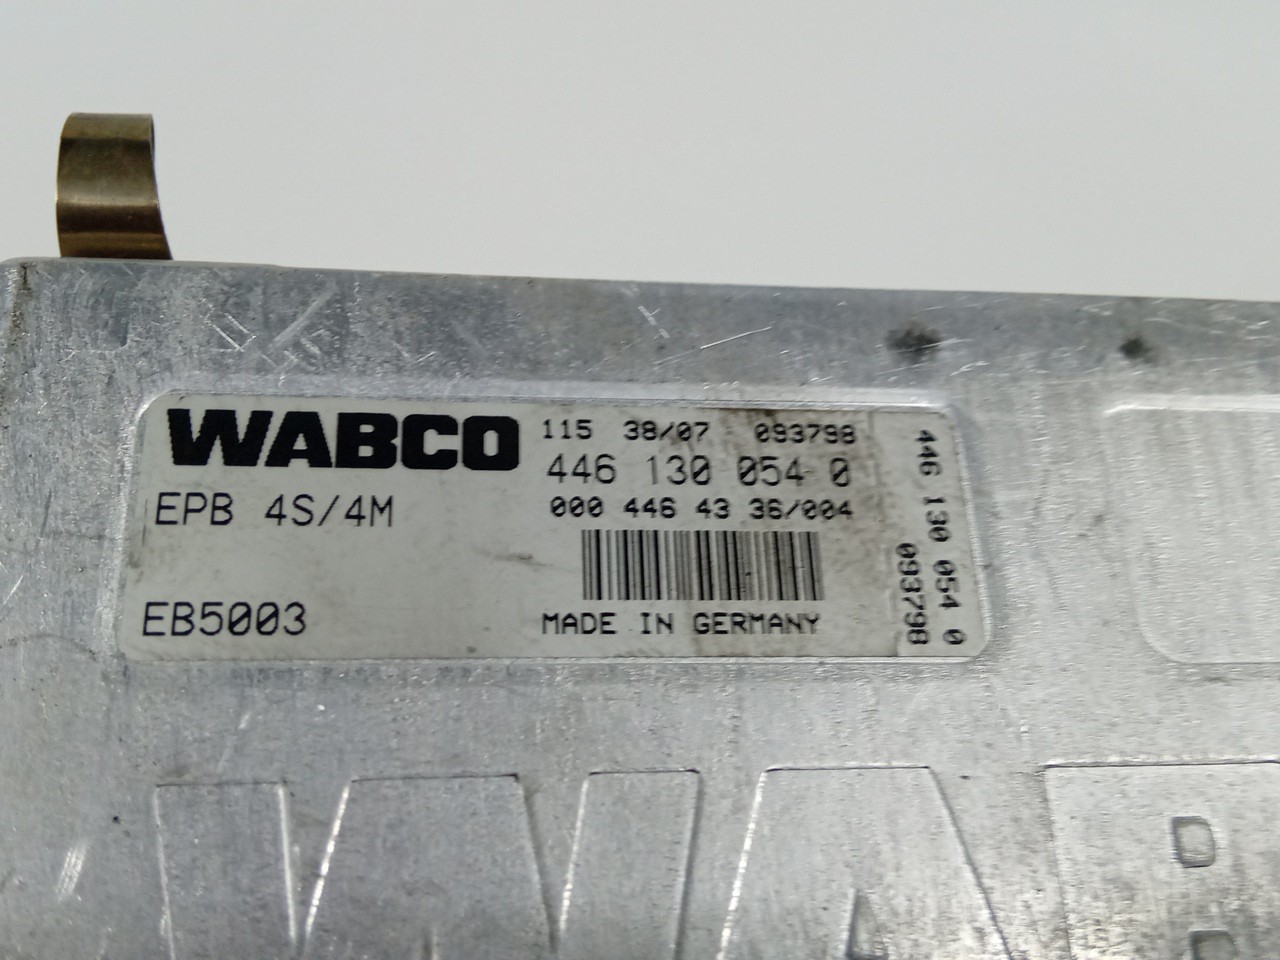 WABCO
115 38/07 093798
446 130 054 0
EPB 4S/4M
000 446 43 36/004
EB5003
MADE IN GERMANY
446 130 054 0
093798
WAB